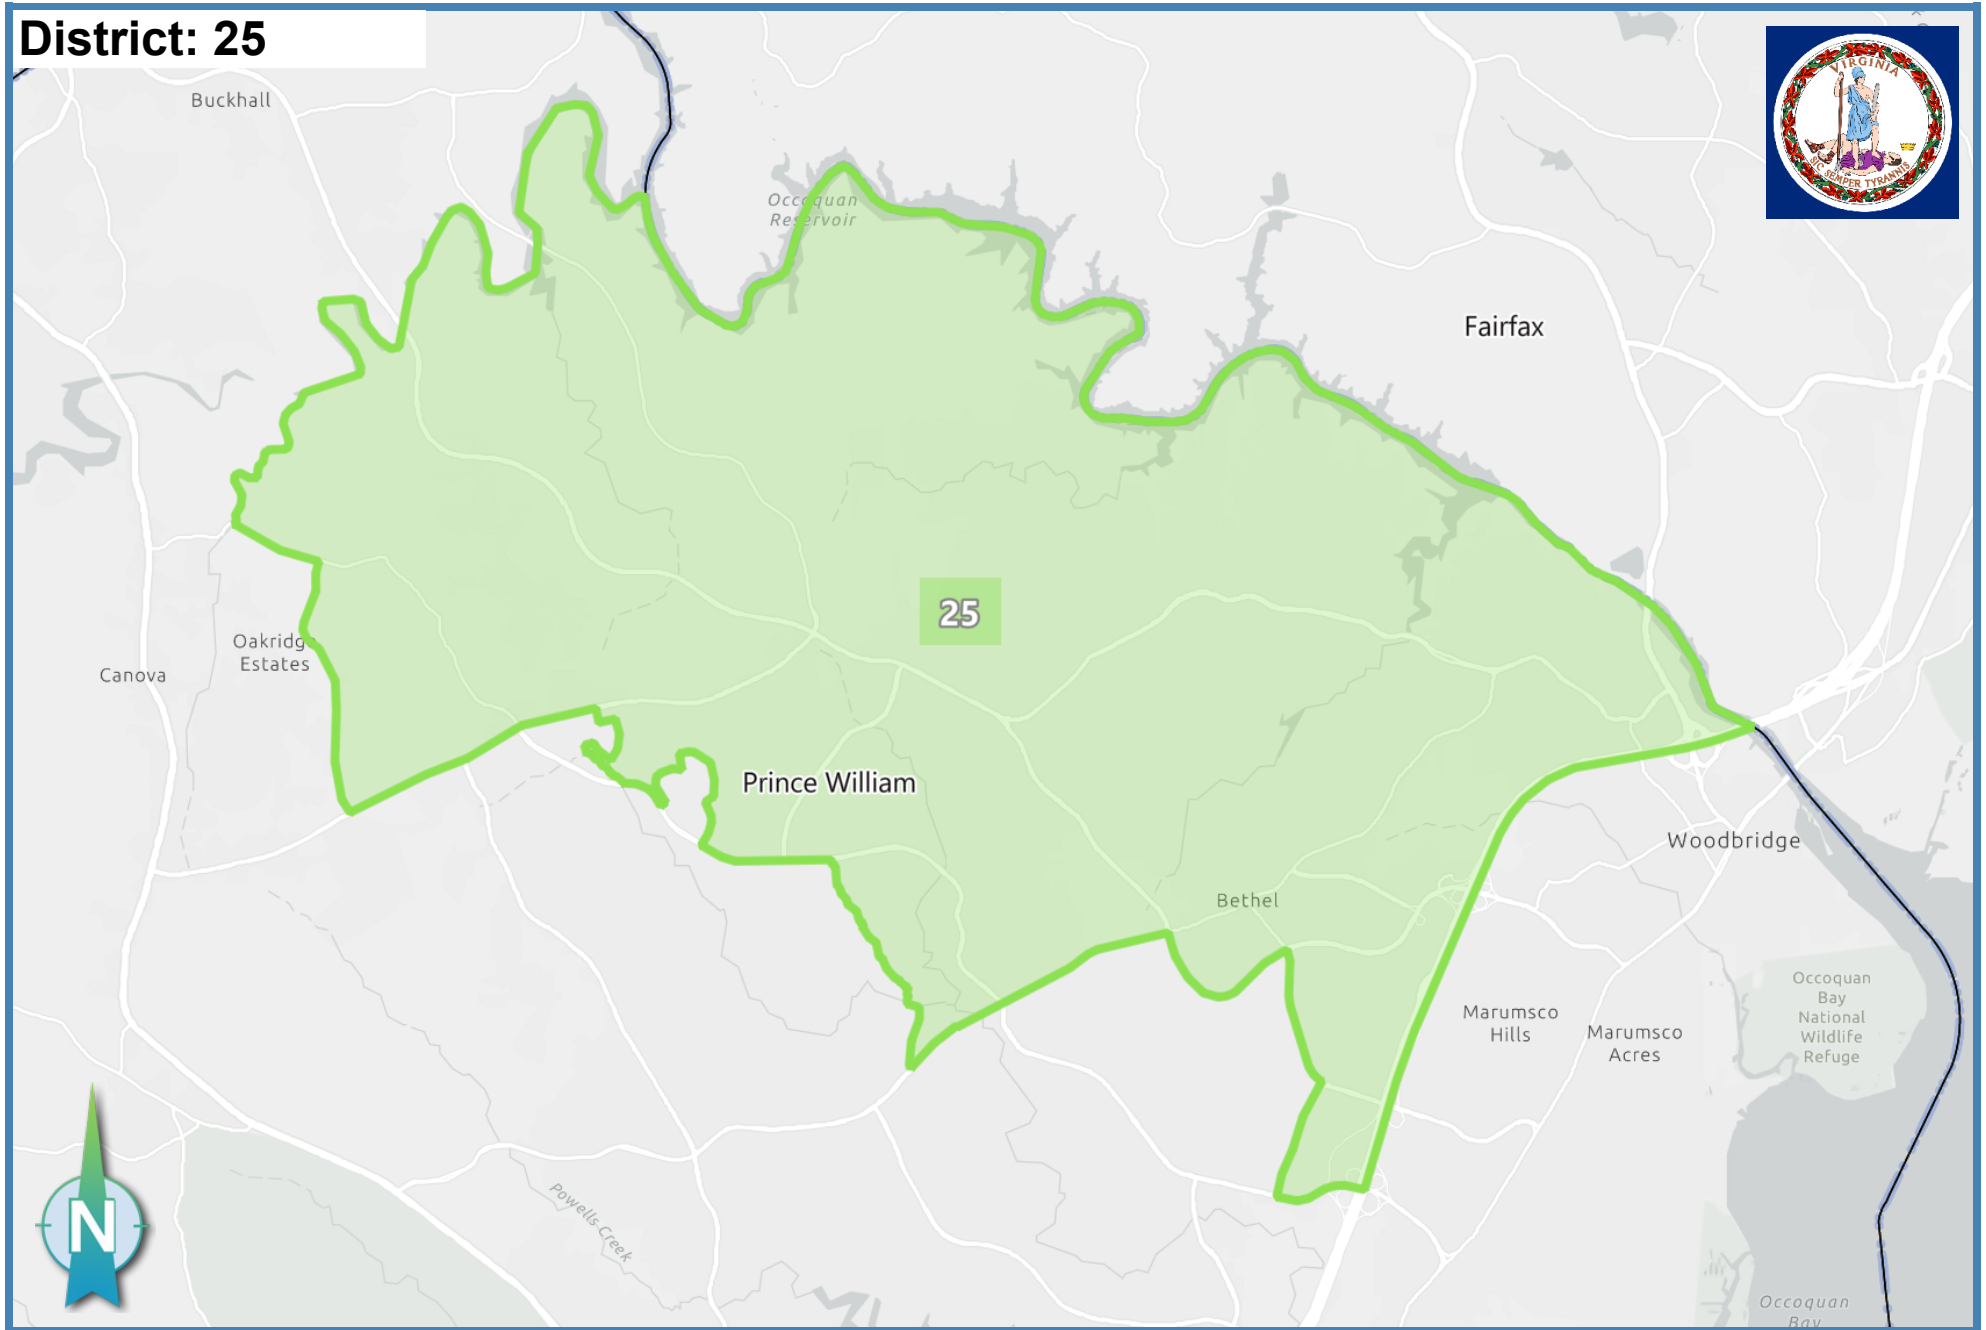 District: 25
VIRGINIA
SIC SEMPER TYRANNIS
Buckhall
Occoquan
Reservoir
Fairfax
25
Oakridge
Estates
Canova
Prince William
Woodbridge
Bethel
Occoquan
Bay
National
Wildlife
Refuge
Marumsco
Hills
Marumsco
Acres
Powells Creek
N
Occoquan
Bay